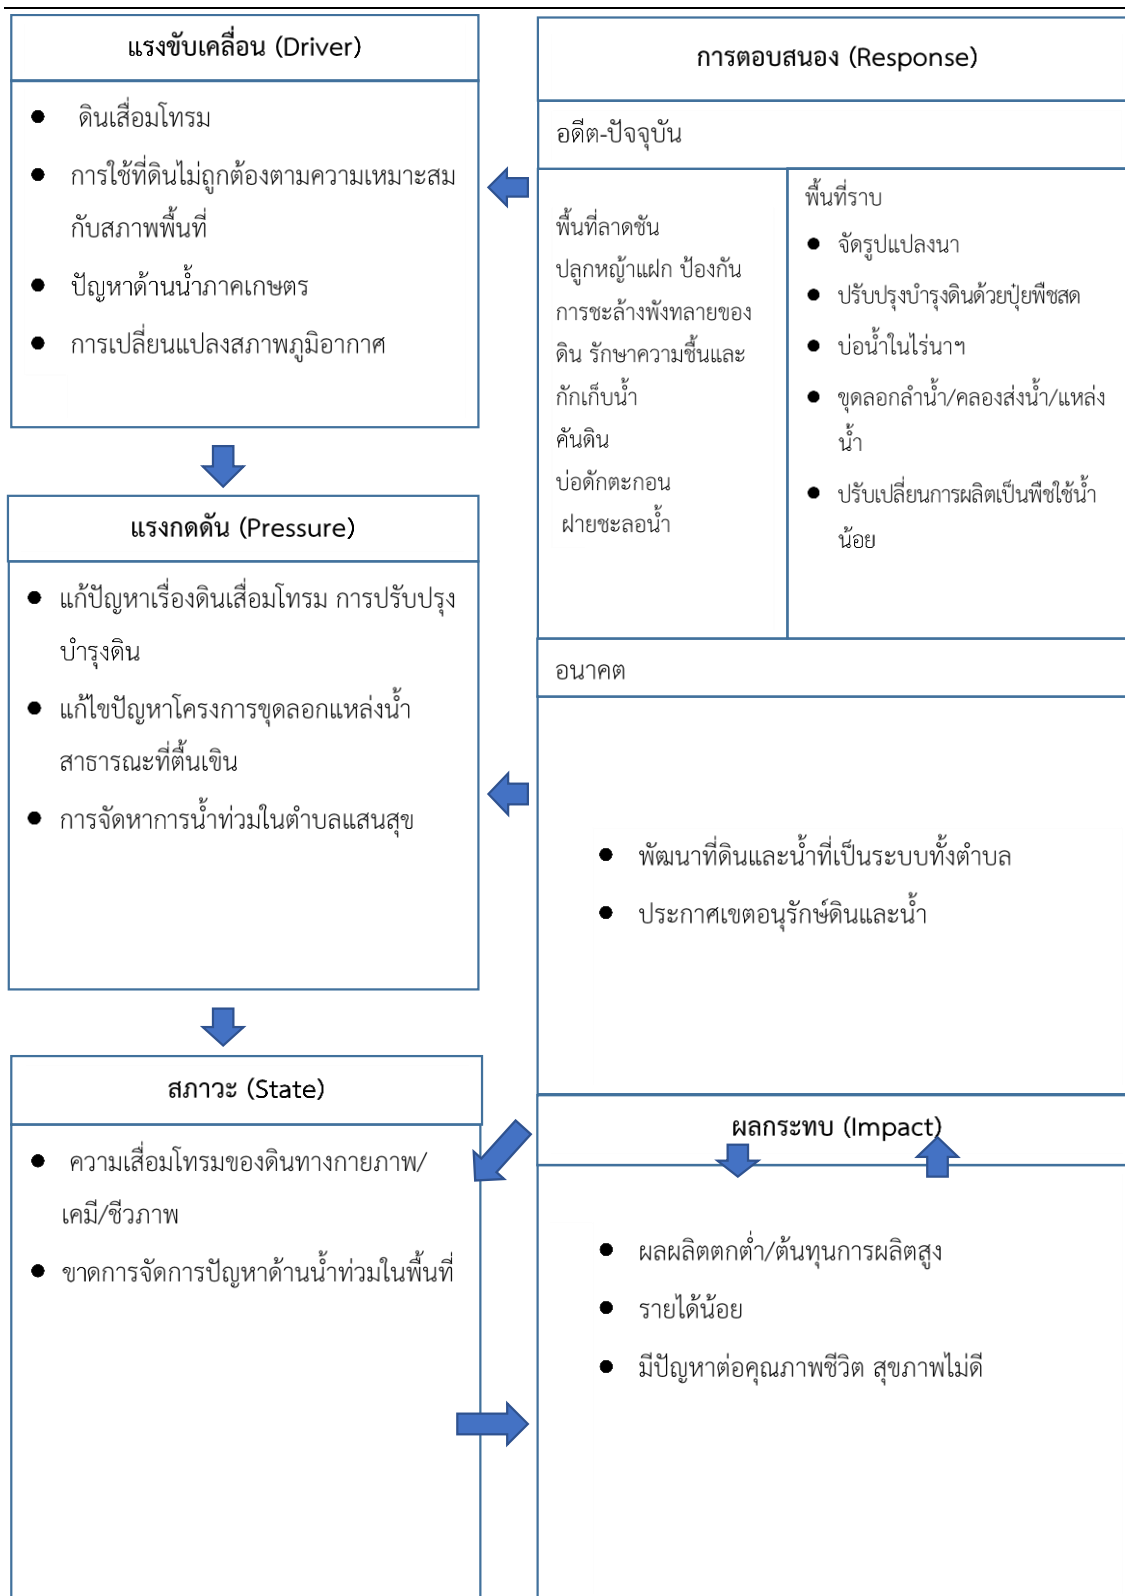 แรงขับเคลื่อน (Driver)
● ดินเสื่อมโทรม
● การใช้ที่ดินไม่ถูกต้องตามความเหมาะสม
กับสภาพพื้นที่
● ปัญหาด้านน้ำภาคเกษตร
● การเปลี่ยนแปลงสภาพภูมิอากาศ
แรงกดดัน (Pressure)
● แก้ปัญหาเรื่องดินเสื่อมโทรม การปรับปรุง
บำรุงดิน
● แก้ไขปัญหาโครงการขุดลอกแหล่งน้ำ
สาธารณะที่ตื้นเขิน
● การจัดหาการน้ำท่วมในตำบลแสนสุข
สภาวะ (State)
● ความเสื่อมโทรมของดินทางกายภาพ/
เคมี/ชีวภาพ
● ขาดการจัดการปัญหาด้านน้ำท่วมในพื้นที่
การตอบสนอง (Response)
อดีต-ปัจจุบัน
พื้นที่ลาดชัน
ปลูกหญ้าแฝก ป้องกัน
การชะล้างพังทลายของ
ดิน รักษาความชื้นและ
กักเก็บน้ำ
คันดิน
บ่อดักตะกอน
ฝายชะลอน้ำ
พื้นที่ราบ
● จัดรูปแปลงนา
● ปรับปรุงบำรุงดินด้วยปุ๋ยพืชสด
● บ่อน้ำในไร่นาฯ
● ขุดลอกลำน้ำ/คลองส่งน้ำ/แหล่ง
น้ำ
● ปรับเปลี่ยนการผลิตเป็นพืชใช้น้ำ
น้อย
อนาคต
● พัฒนาที่ดินและน้ำที่เป็นระบบทั้งตำบล
● ประกาศเขตอนุรักษ์ดินและน้ำ
ผลกระทบ (Impact)
● ผลผลิตตกต่ำ/ต้นทุนการผลิตสูง
● รายได้น้อย
● มีปัญหาต่อคุณภาพชีวิต สุขภาพไม่ดี